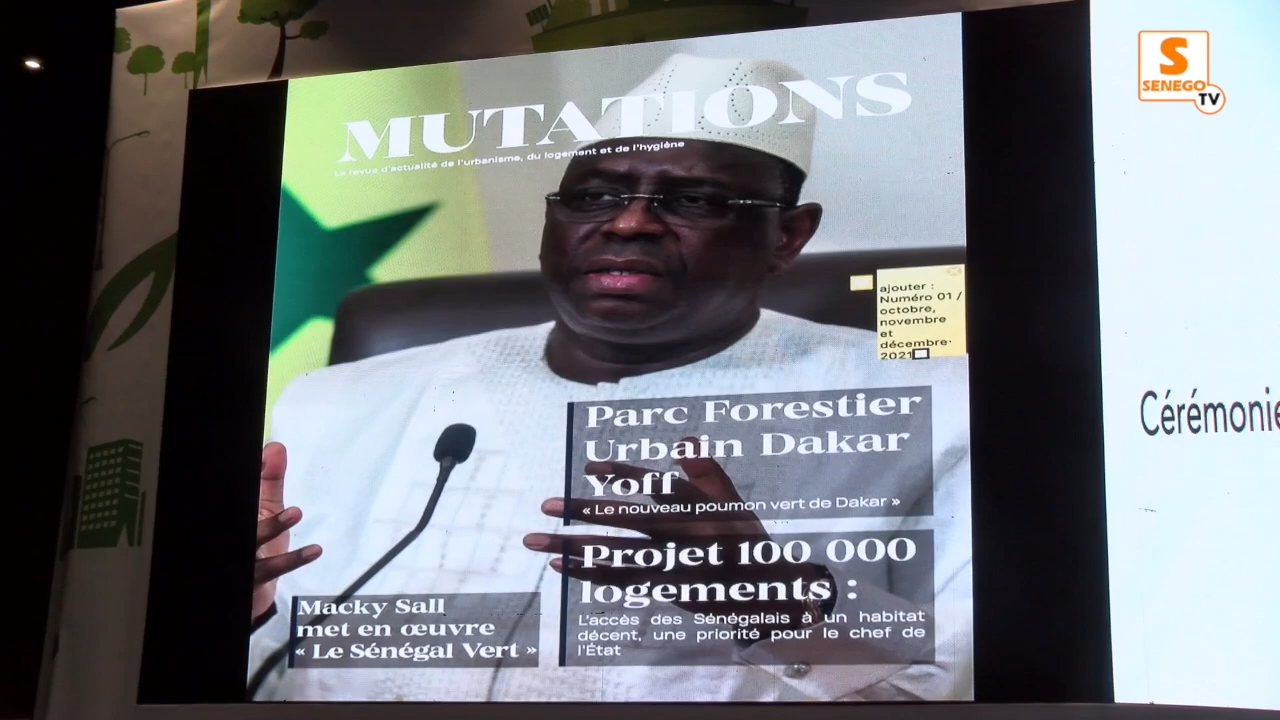 S
SENEGO
TV
MUTATIONS
La revue d'actualité de l'urbanisme, du logement et de l'hygiène
ajouter :
Numéro 01 /
octobre,
novembre
et
décembre
2021
Parc Forestier
Urbain Dakar
Yoff
« Le nouveau poumon vert de Dakar »
Projet 100 000
logements :
L'accès des Sénégalais à un habitat
décent, une priorité pour le chef de
l'État
Macky Sall
met en œuvre
« Le Sénégal Vert »
Cérémonie